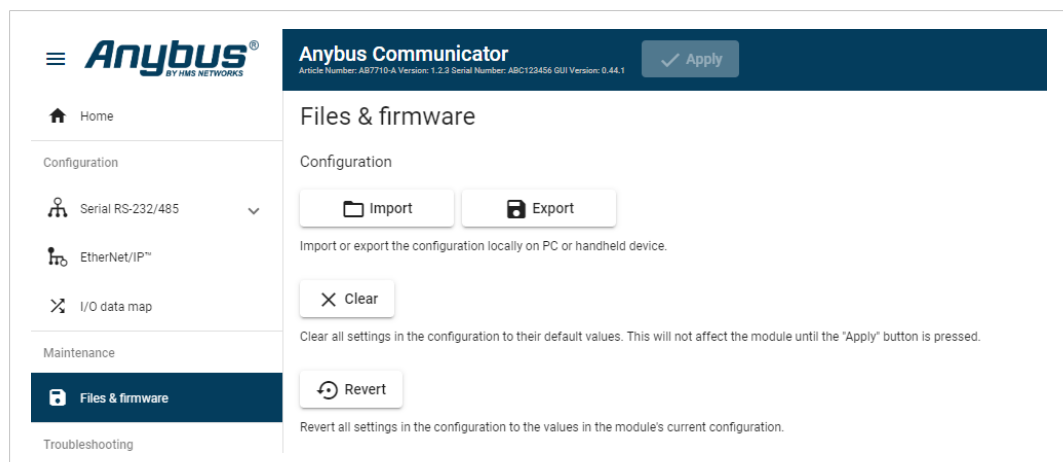 Anybus®
BY HMS NETWORKS
Anybus Communicator
Article Number: AB7710-A Version: 1.2.3 Serial Number: ABC123456 GUI Version: 0.44.1
Apply
Home
Configuration
Serial RS-232/485
EtherNet/IP™
I/O data map
Maintenance
Files & firmware
Troubleshooting
Files & firmware
Configuration
Import
Export
Import or export the configuration locally on PC or handheld device.
Clear
Clear all settings in the configuration to their default values. This will not affect the module until the "Apply" button is pressed.
Revert
Revert all settings in the configuration to the values in the module's current configuration.